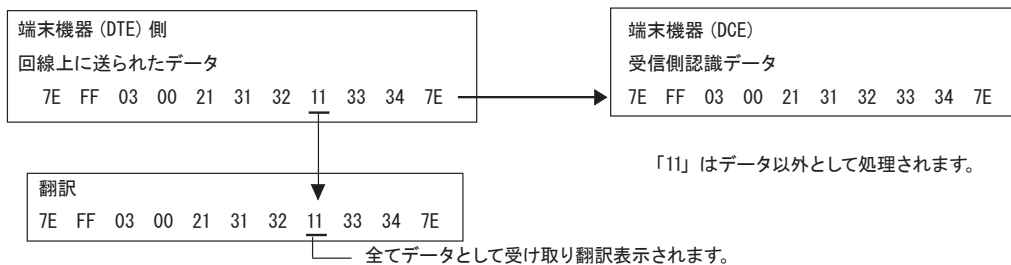 端末機器 (DTE) 側
回線上に送られたデータ
7E FF 03 00 21 31 32 11 33 34 7E
端末機器 (DCE)
受信側認識データ
7E FF 03 00 21 31 32 33 34 7E
「11」はデータ以外として処理されます。
翻訳
7E FF 03 00 21 31 32 11 33 34 7E
全てデータとして受け取り翻訳表示されます。